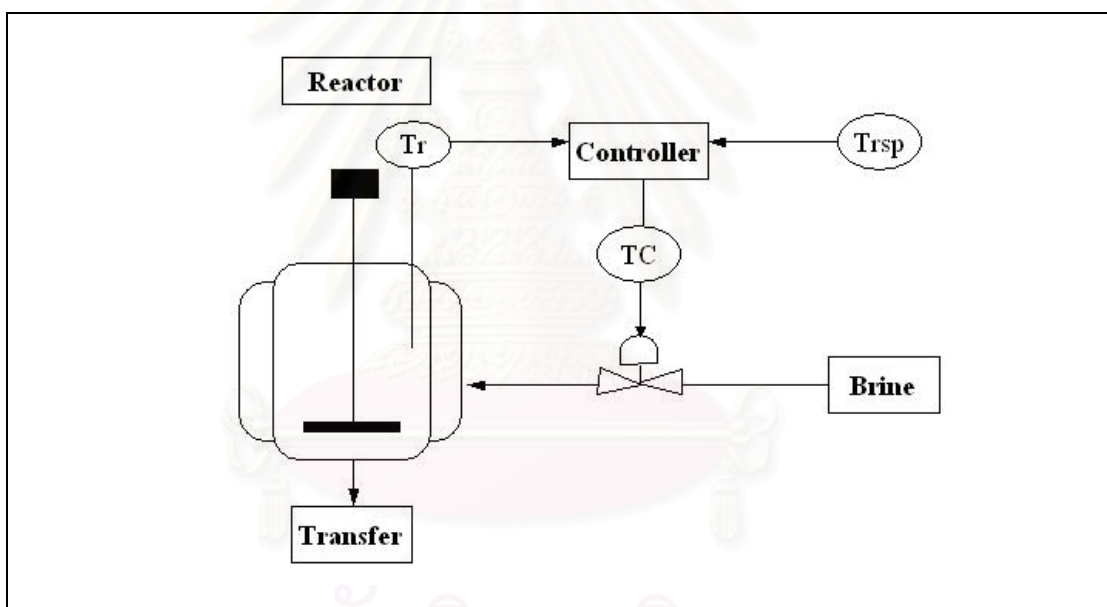 Reactor
Tr
Controller
Trsp
TC
Brine
Transfer